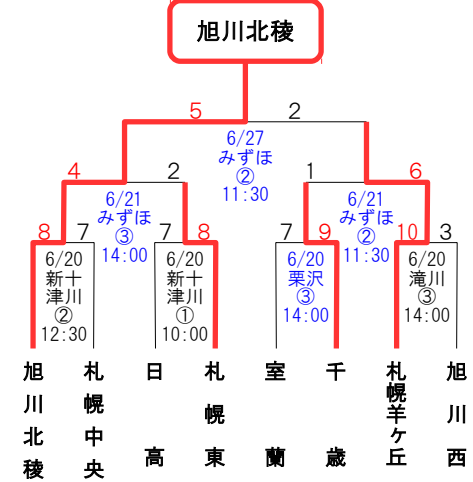 旭川北稜
5 2
6/27
みずほ
②
11:30
4 2 1 6
6/21
みずほ
③
14:00
6/21
みずほ
②
11:30
8 7 7 8 7 9 10 3
6/20
新十
津川
②
12:30
6/20
新十
津川
①
10:00
6/20
栗沢
③
14:00
6/20
滝川
③
14:00
旭川北稜
札幌中央
日高
札幌東
室蘭
千歳
札幌羊ヶ丘
旭川西